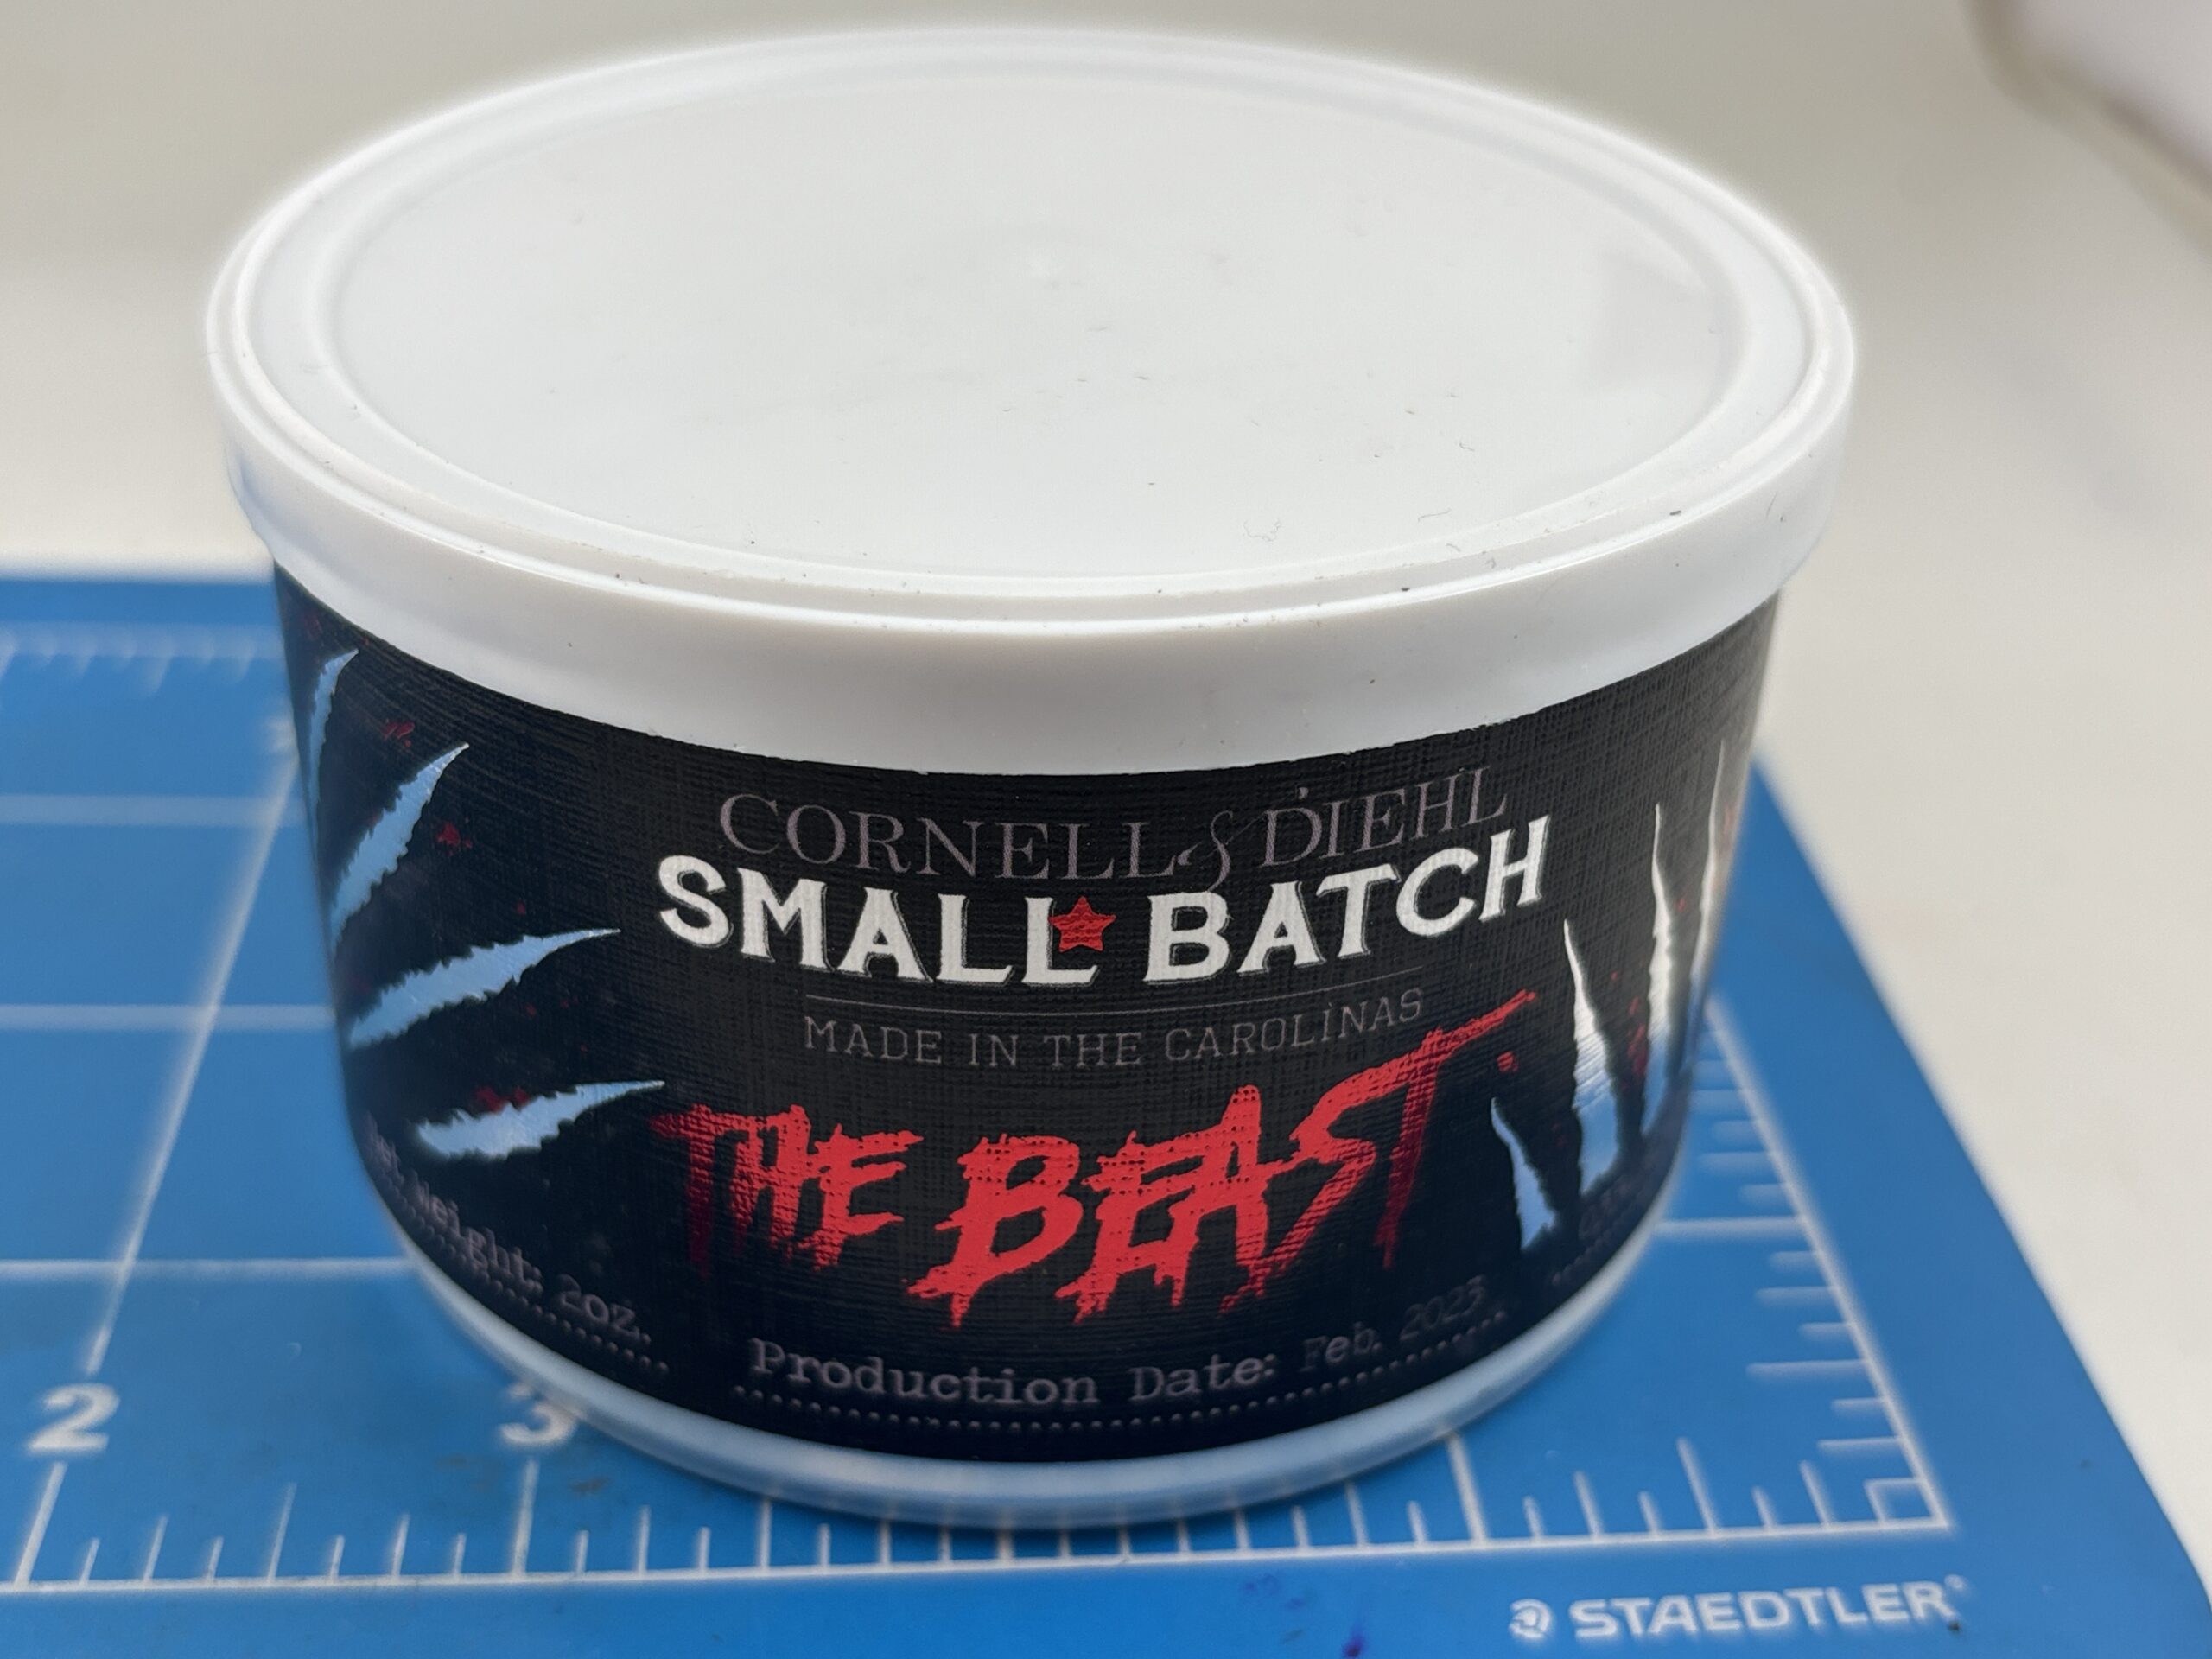 CORNELL & DIEHL
SMALL BATCH
MADE IN THE CAROLINAS
THE BEAST
Weight: 2oz.
Production Date: Feb. 2023
2
3
STAEDTLER®